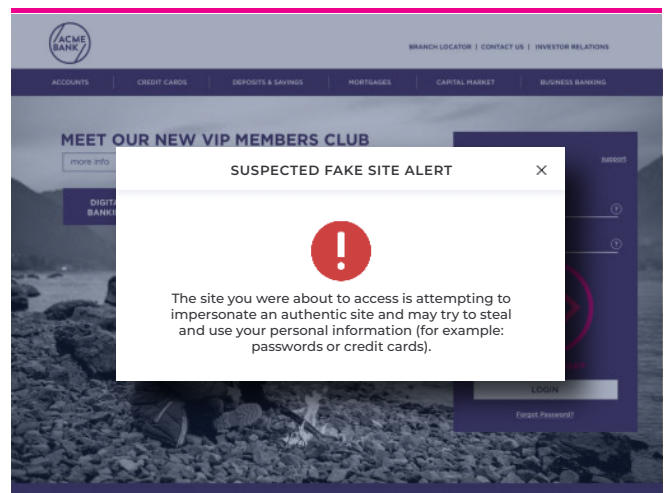 ACME
BANK
BRANCH LOCATOR | CONTACT US | INVESTOR RELATIONS
ACCOUNTS | CREDIT CARDS | DEPOSITS & SAVINGS | MORTGAGES | CAPITAL MARKET | BUSINESS BANKING
MEET OUR NEW VIP MEMBERS CLUB
more info
support
SUSPECTED FAKE SITE ALERT
DIGITA
BANKI
?
?
The site you were about to access is attempting to
impersonate an authentic site and may try to steal
and use your personal information (for example:
passwords or credit cards).
LOGIN
Forgot Password?